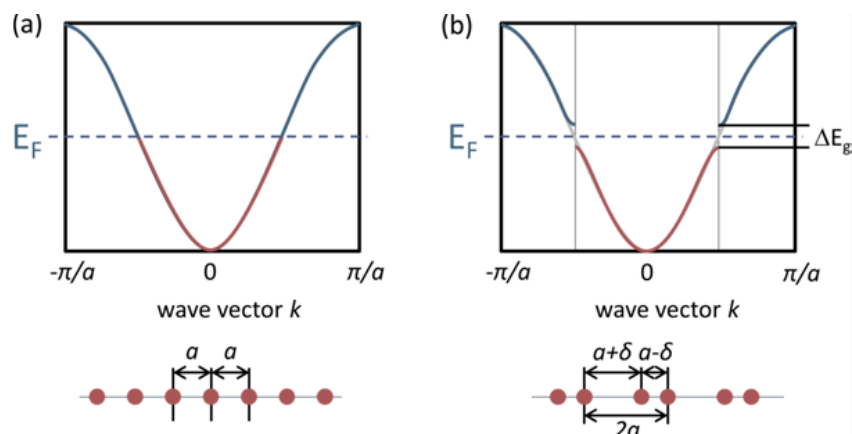 (a)
E_F
-π/a 0 π/a
wave vector k
a a
(b)
E_F
ΔE_g
-π/a 0 π/a
wave vector k
a+δ a-δ
2a